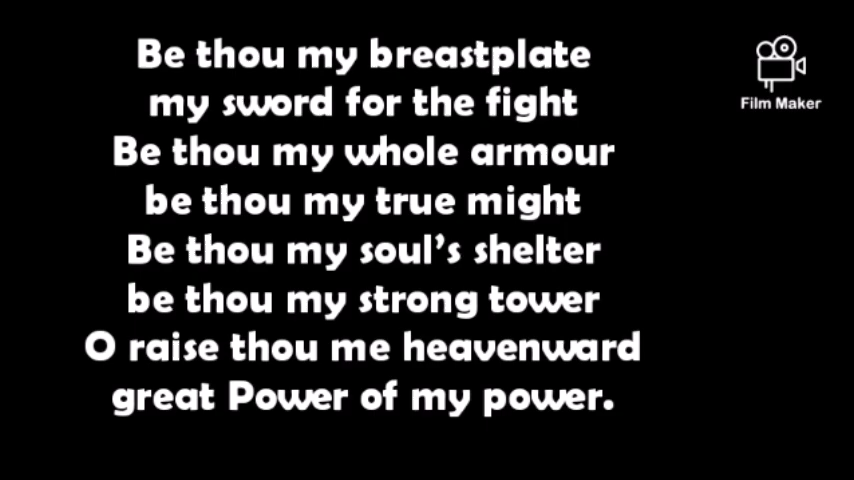 Be thou my breastplate
my sword for the fight
Be thou my whole armour
be thou my true might
Be thou my soul's shelter
be thou my strong tower
O raise thou me heavenward
great Power of my power.
Film Maker